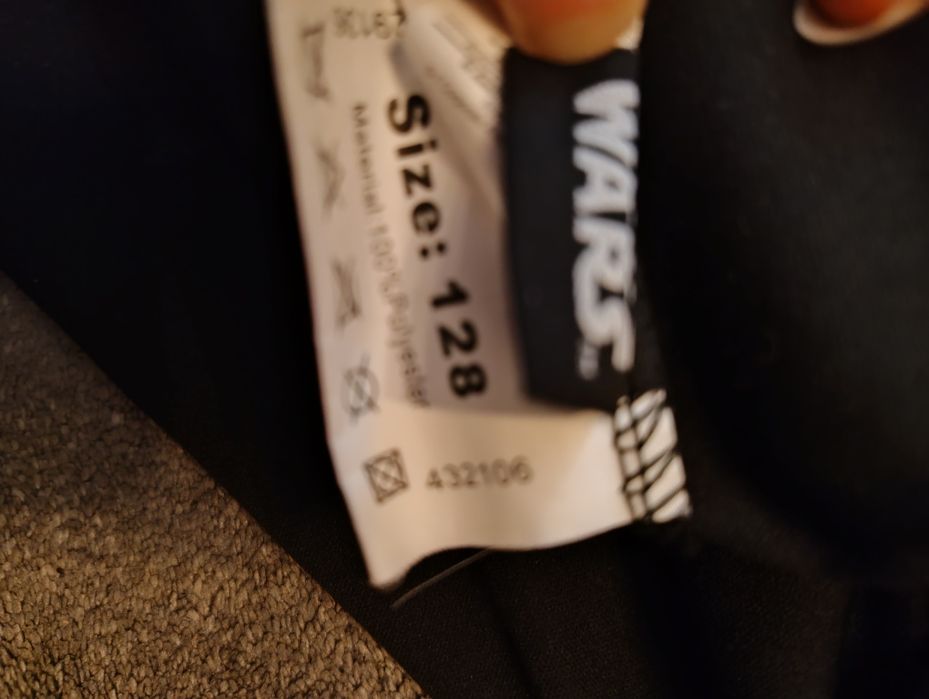 Size: 128
Material 100%Polyester
432106
WARS